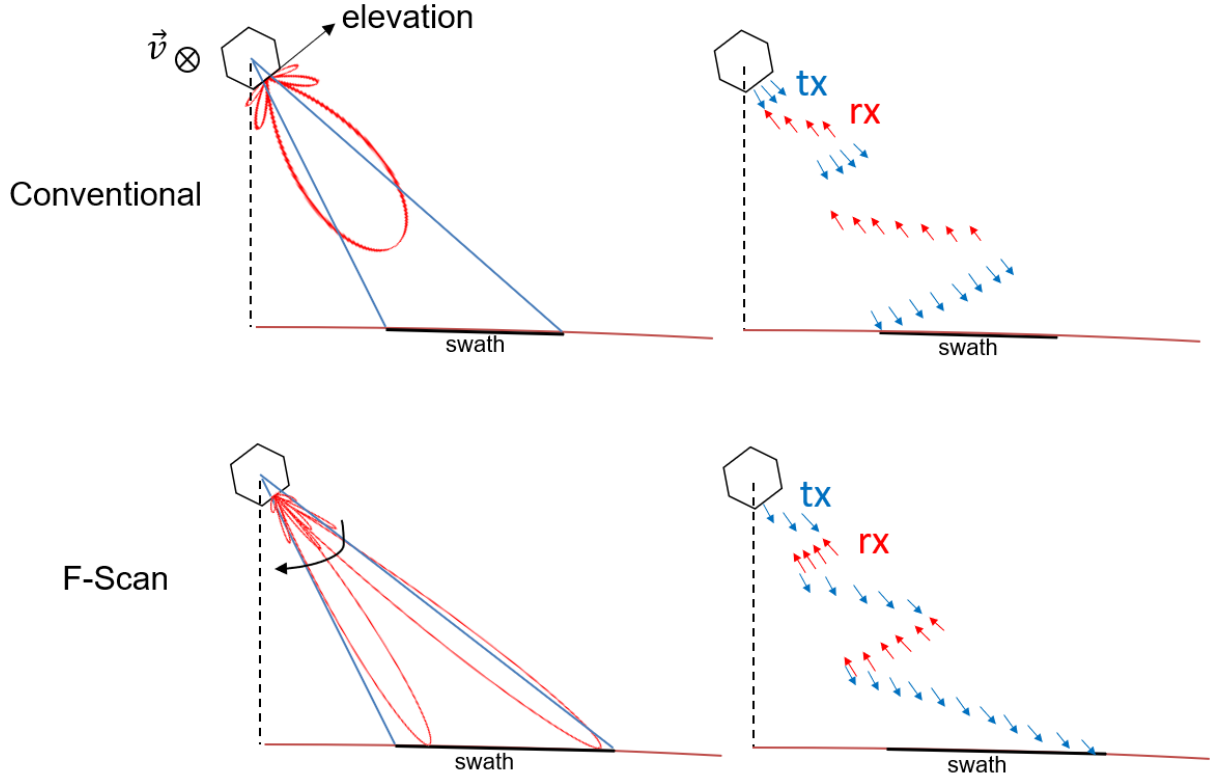 elevation
v⃗ ⊗
tx
rx
Conventional
swath
swath
tx
rx
F-Scan
swath
swath